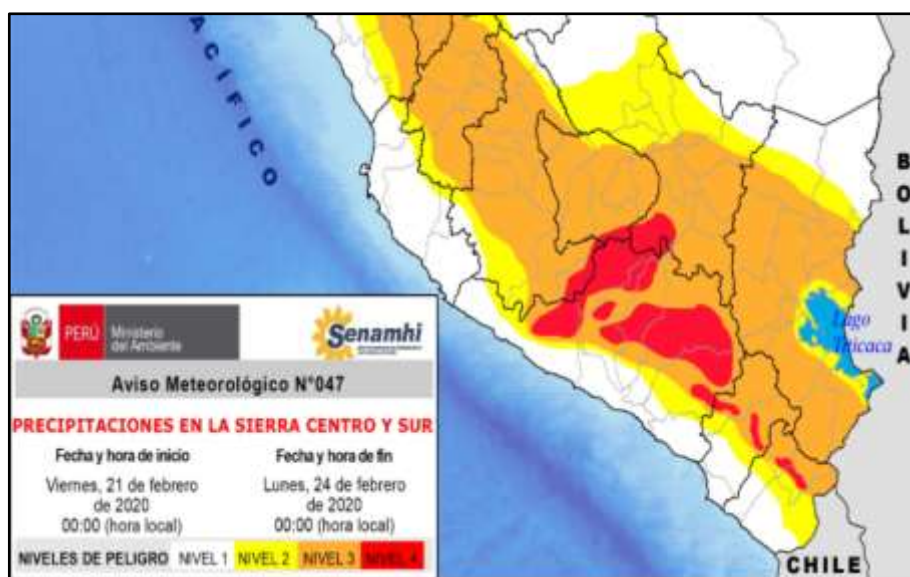 PACÍFICO
BOLIVIA
Lago
Titicaca
CHILE
PERÚ
Ministerio
del Ambiente
Senamhi
Aviso Meteorológico N°047
PRECIPITACIONES EN LA SIERRA CENTRO Y SUR
Fecha y hora de inicio
Viernes, 21 de febrero
de 2020
00:00 (hora local)
Fecha y hora de fin
Lunes, 24 de febrero
de 2020
00:00 (hora local)
NIVELES DE PELIGRO NIVEL 1 NIVEL 2 NIVEL 3 NIVEL 4